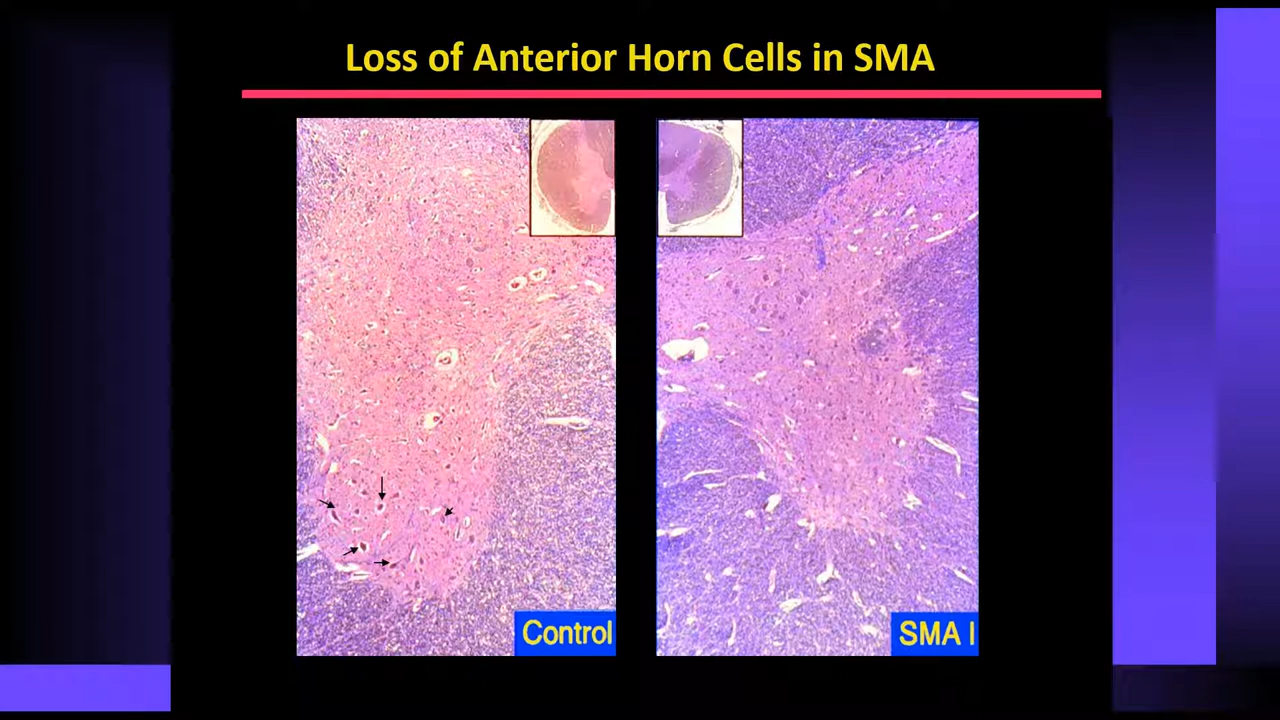 Loss of Anterior Horn Cells in SMA
Control
SMA I